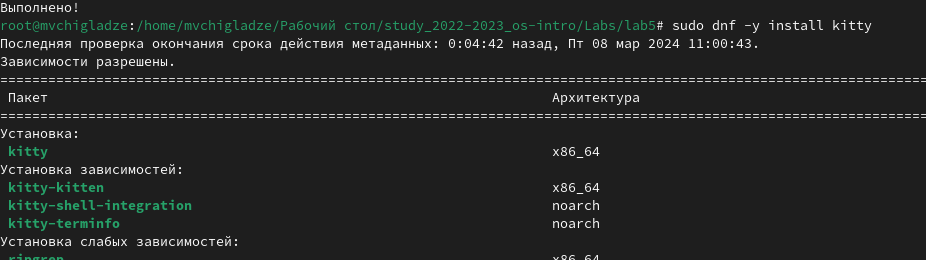 Выполнено!
root@mvchigladze:/home/mvchigladze/Рабочий стол/study_2022-2023_os-intro/Labs/lab5# sudo dnf -y install kitty
Последняя проверка окончания срока действия метаданных: 0:04:42 назад, Пт 08 мар 2024 11:00:43.
Зависимости разрешены.
================================================================================
Пакет Архитектура
================================================================================
Установка:
kitty x86_64
Установка зависимостей:
kitty-kitten x86_64
kitty-shell-integration noarch
kitty-terminfo noarch
Установка слабых зависимостей:
ripgrep x86_64